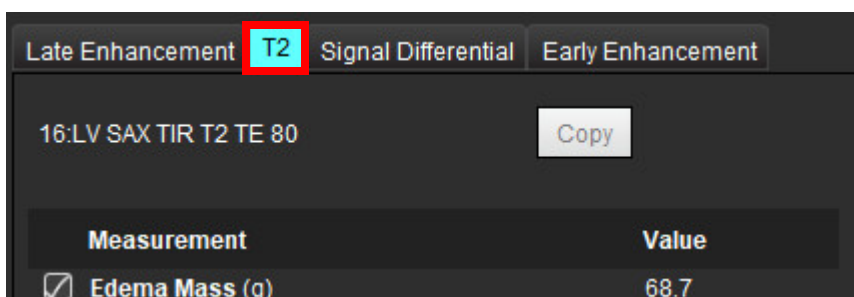 Late Enhancement T2 Signal Differential Early Enhancement
16:LV SAX TIR T2 TE 80 Copy
Measurement Value
Edema Mass (g) 68.7